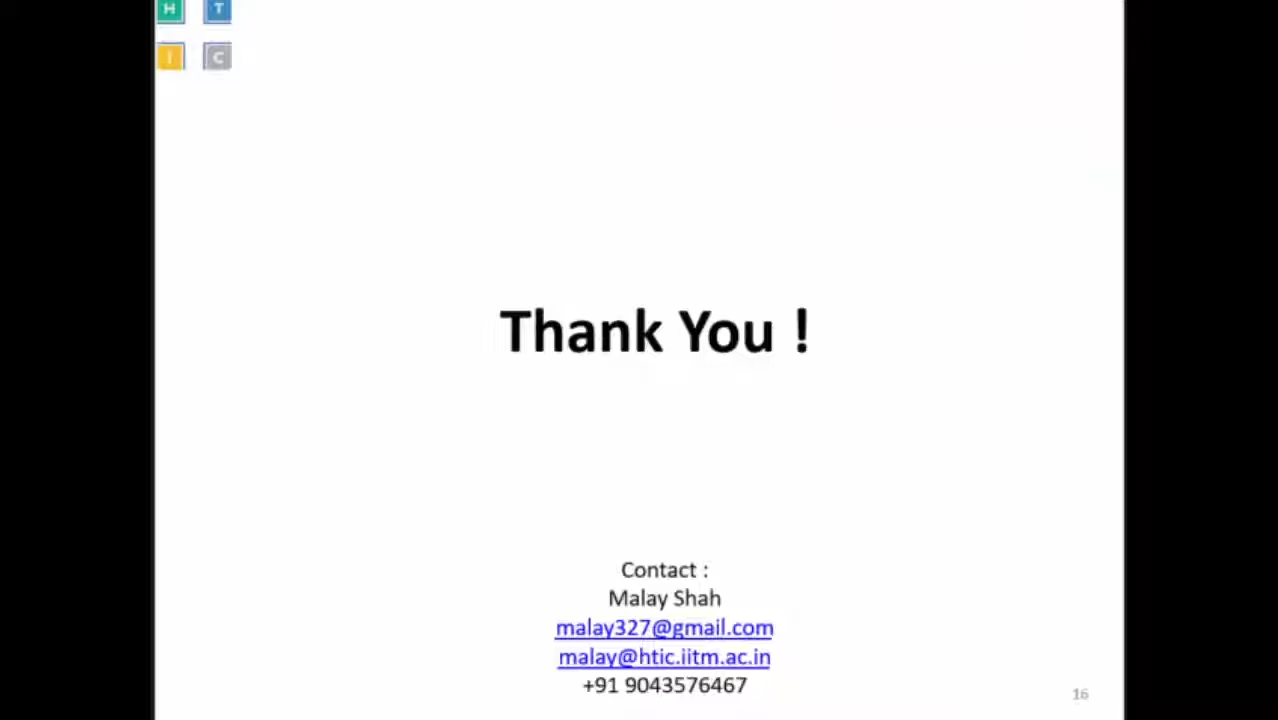 H T
I C
Thank You !
Contact :
Malay Shah
malay327@gmail.com
malay@htic.iitm.ac.in
+91 9043576467
16